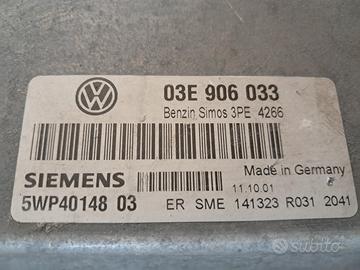 03E 906 033
Benzin Simos 3PE 4266
Made in Germany
SIEMENS
11.10.01
5WP40148 03
ER SME 141323 R031 2041
subito